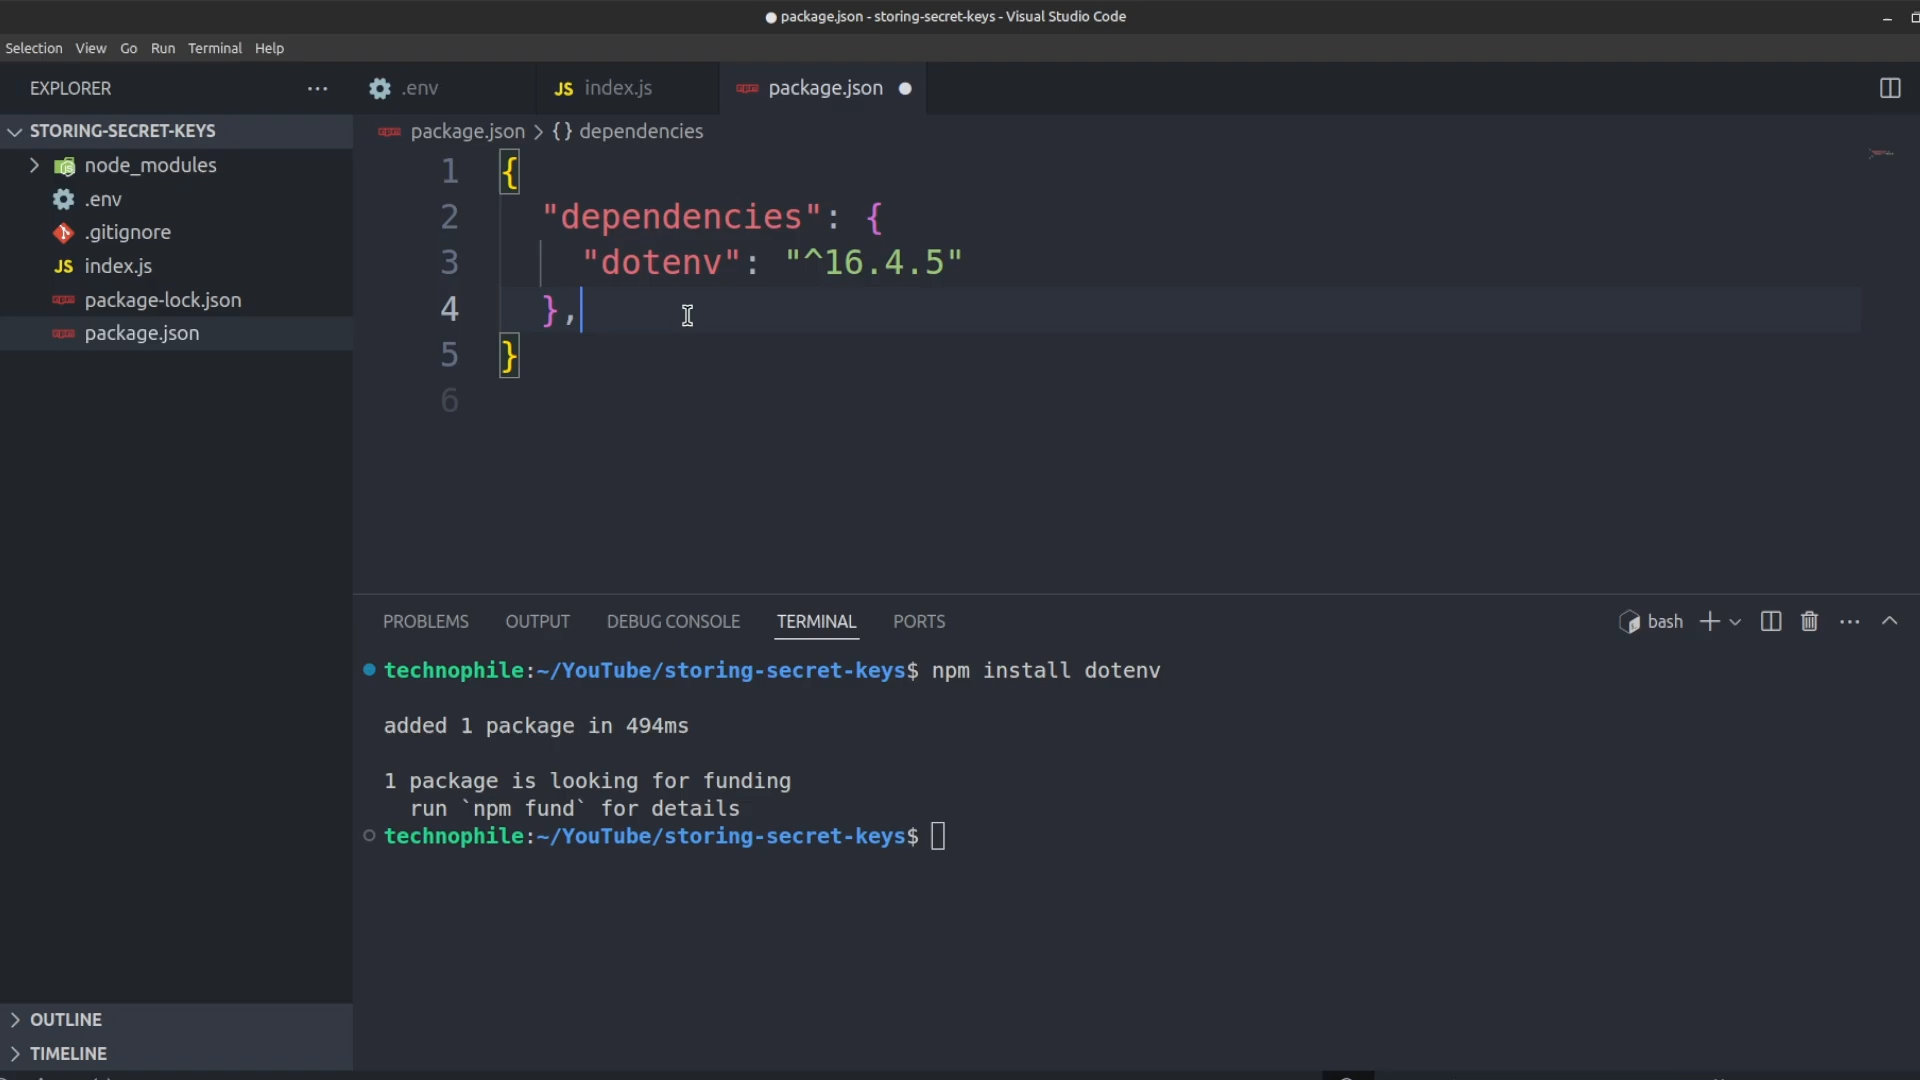 package.json - storing-secret-keys - Visual Studio Code
Selection View Go Run Terminal Help
EXPLORER
.env
JS index.js
package.json
STORING-SECRET-KEYS
package.json > {} dependencies
node_modules
.env
.gitignore
JS index.js
package-lock.json
package.json
1 {
2 "dependencies": {
3 "dotenv": "^16.4.5"
4 },
5 }
6
PROBLEMS OUTPUT DEBUG CONSOLE TERMINAL PORTS
bash
technophile:~/YouTube/storing-secret-keys$ npm install dotenv
added 1 package in 494ms
1 package is looking for funding
run `npm fund` for details
technophile:~/YouTube/storing-secret-keys$
OUTLINE
TIMELINE